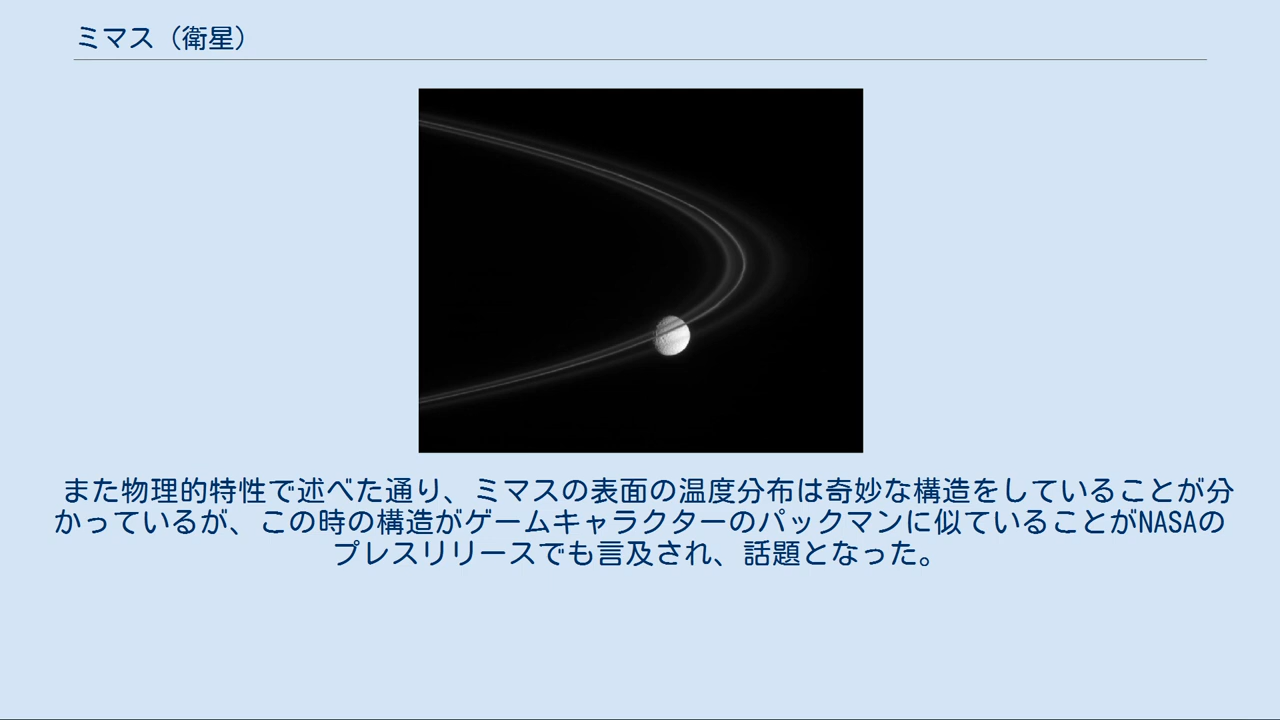 ミマス（衛星）
また物理的特性で述べた通り、ミマスの表面の温度分布は奇妙な構造をしていることが分
かっているが、この時の構造がゲームキャラクターのパックマンに似ていることがNASAの
プレスリリースでも言及され、話題となった。